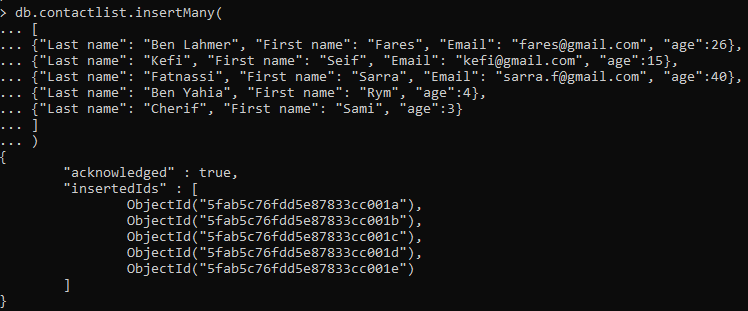 > db.contactlist.insertMany(
... [
... {"Last name": "Ben Lahmer", "First name": "Fares", "Email": "fares@gmail.com", "age":26},
... {"Last name": "Kefi", "First name": "Seif", "Email": "kefi@gmail.com", "age":15},
... {"Last name": "Fatnassi", "First name": "Sarra", "Email": "sarra.f@gmail.com", "age":40},
... {"Last name": "Ben Yahia", "First name": "Rym", "age":4},
... {"Last name": "Cherif", "First name": "Sami", "age":3}
... ]
... )
{
        "acknowledged" : true,
        "insertedIds" : [
                ObjectId("5fab5c76fdd5e87833cc001a"),
                ObjectId("5fab5c76fdd5e87833cc001b"),
                ObjectId("5fab5c76fdd5e87833cc001c"),
                ObjectId("5fab5c76fdd5e87833cc001d"),
                ObjectId("5fab5c76fdd5e87833cc001e")
        ]
}